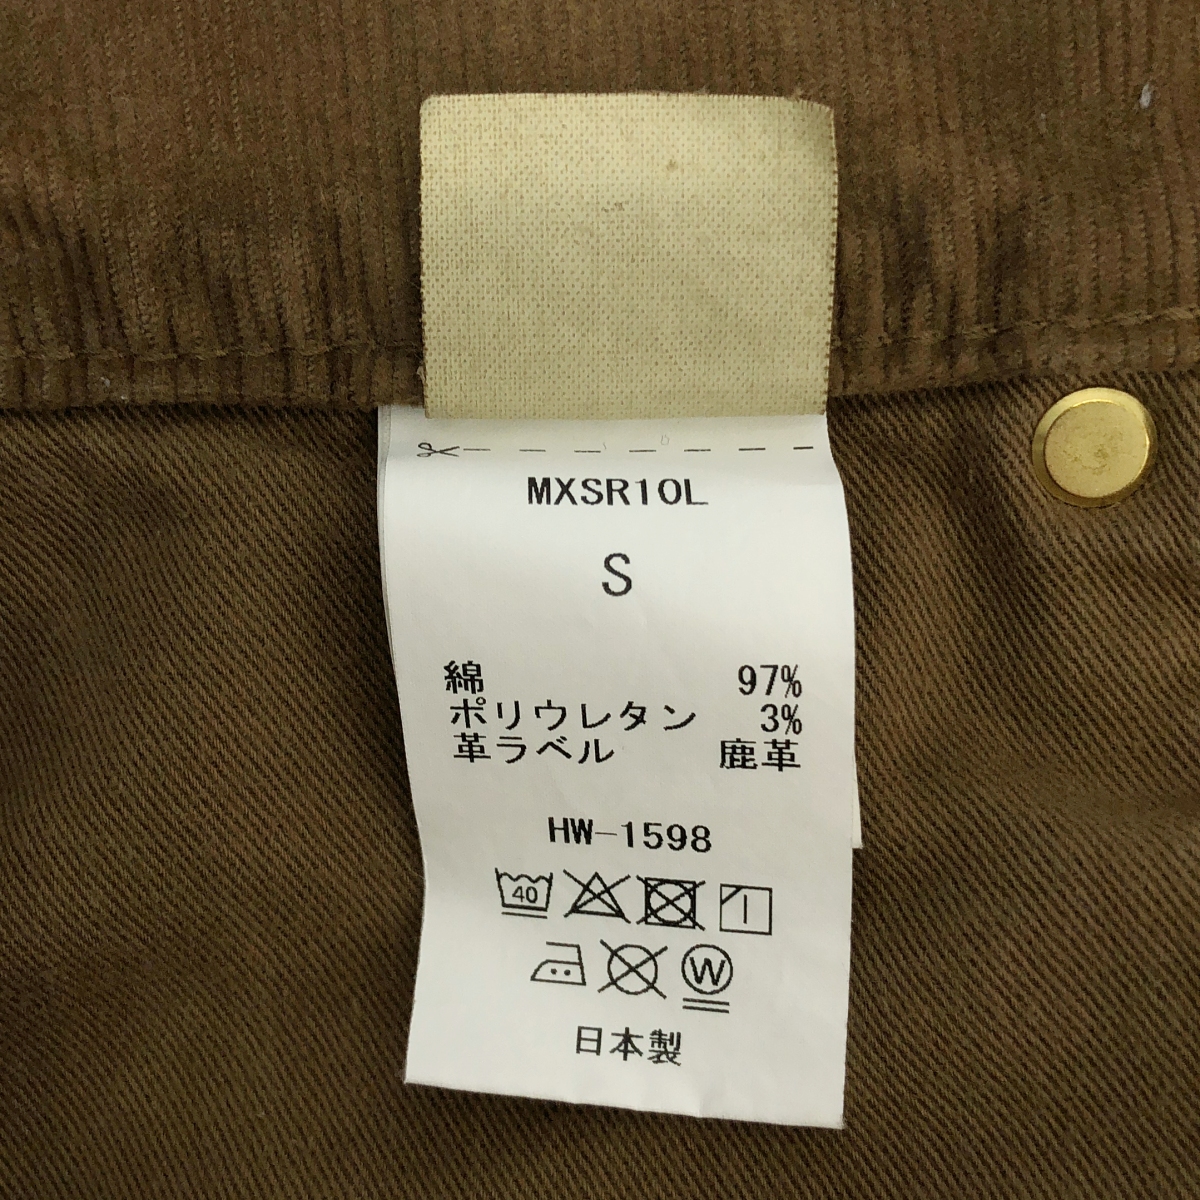 MXSR10L
S
綿 97%
ポリウレタン 3%
革ラベル 鹿革
HW-1598
40
W
日本製